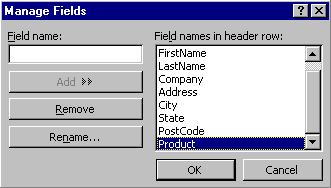 Manage Fields
Field name:
Add
Remove
Rename...
Field names in header row:
FirstName
LastName
Company
Address
City
State
PostCode
Product
OK
Cancel